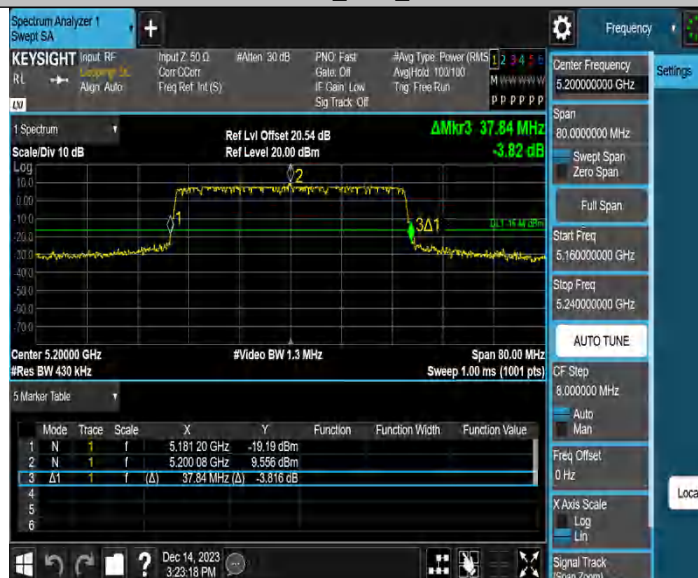 Spectrum Analyzer 1
Swept SA
+
Frequency
KEYSIGHT
Input: RF
Align: Auto
Input Z: 50 Ω
Corr CCorr
Freq Ref: Int (S)
#Atten: 30 dB
PNO: Fast
Gate: Off
IF Gain: Low
Sig Track: Off
#Avg Type: Power (RMS)
Avg|Hold: 100/100
Trig: Free Run
1 2 3 4 5 6
M W W W W W
P P P P P P
RL
LXI
1 Spectrum
Scale/Div 10 dB
Log
Ref Lvl Offset 20.54 dB
Ref Level 20.00 dBm
ΔMkr3 37.84 MHz
-3.82 dB
10.0
0.00
-10.0
-20.0
-30.0
-40.0
-50.0
-60.0
-70.0
1
2
3Δ1
Center 5.20000 GHz
#Res BW 430 kHz
#Video BW 1.3 MHz
Span 80.00 MHz
Sweep 1.00 ms (1001 pts)
5 Marker Table
Mode Trace Scale X Y Function Function Width Function Value
1 N 1 f 5.181 20 GHz -19.19 dBm
2 N 1 f 5.200 08 GHz 9.556 dBm
3 Δ1 1 f (Δ) 37.84 MHz (Δ) -3.816 dB
4
5
6
Dec 14, 2023
3:23:18 PM
Center Frequency
5.200000000 GHz
Span
80.0000000 MHz
Swept Span
Zero Span
Full Span
Start Freq
5.160000000 GHz
Stop Freq
5.240000000 GHz
AUTO TUNE
CF Step
8.000000 MHz
Auto
Man
Freq Offset
0 Hz
X Axis Scale
Log
Lin
Signal Track
(Span Zoom)
Settings
Loca